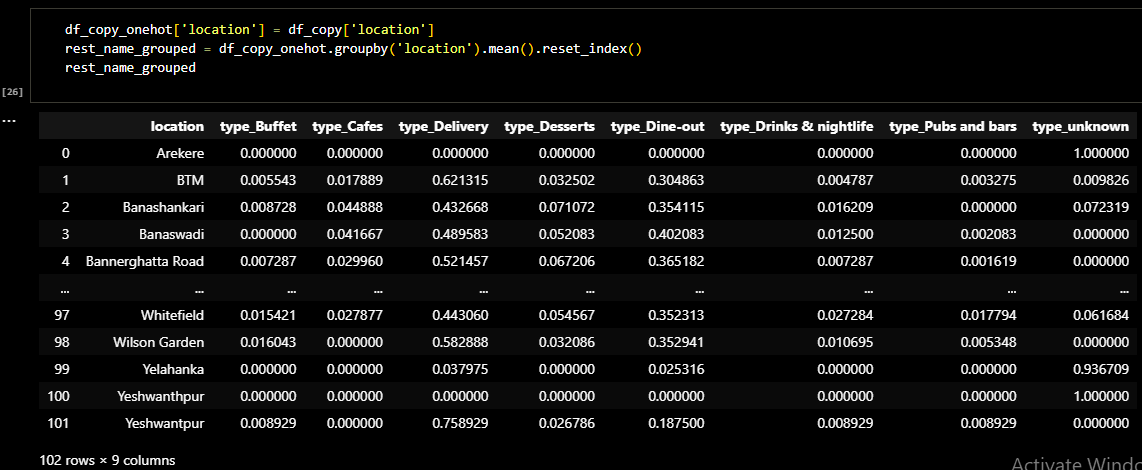 df_copy_onehot['location'] = df_copy['location']
rest_name_grouped = df_copy_onehot.groupby('location').mean().reset_index()
rest_name_grouped
[26]
...
location type_Buffet type_Cafes type_Delivery type_Desserts type_Dine-out type_Drinks & nightlife type_Pubs and bars type_unknown
0 Arekere 0.000000 0.000000 0.000000 0.000000 0.000000 0.000000 0.000000 1.000000
1 BTM 0.005543 0.017889 0.621315 0.032502 0.304863 0.004787 0.003275 0.009826
2 Banashankari 0.008728 0.044888 0.432668 0.071072 0.354115 0.016209 0.000000 0.072319
3 Banaswadi 0.000000 0.041667 0.489583 0.052083 0.402083 0.012500 0.002083 0.000000
4 Bannerghatta Road 0.007287 0.029960 0.521457 0.067206 0.365182 0.007287 0.001619 0.000000
... ... ... ... ... ... ... ... ... ...
97 Whitefield 0.015421 0.027877 0.443060 0.054567 0.352313 0.027284 0.017794 0.061684
98 Wilson Garden 0.016043 0.000000 0.582888 0.032086 0.352941 0.010695 0.005348 0.000000
99 Yelahanka 0.000000 0.000000 0.037975 0.000000 0.025316 0.000000 0.000000 0.936709
100 Yeshwanthpur 0.000000 0.000000 0.000000 0.000000 0.000000 0.000000 0.000000 1.000000
101 Yeshwantpur 0.008929 0.000000 0.758929 0.026786 0.187500 0.008929 0.008929 0.000000
102 rows × 9 columns
Activate Windo